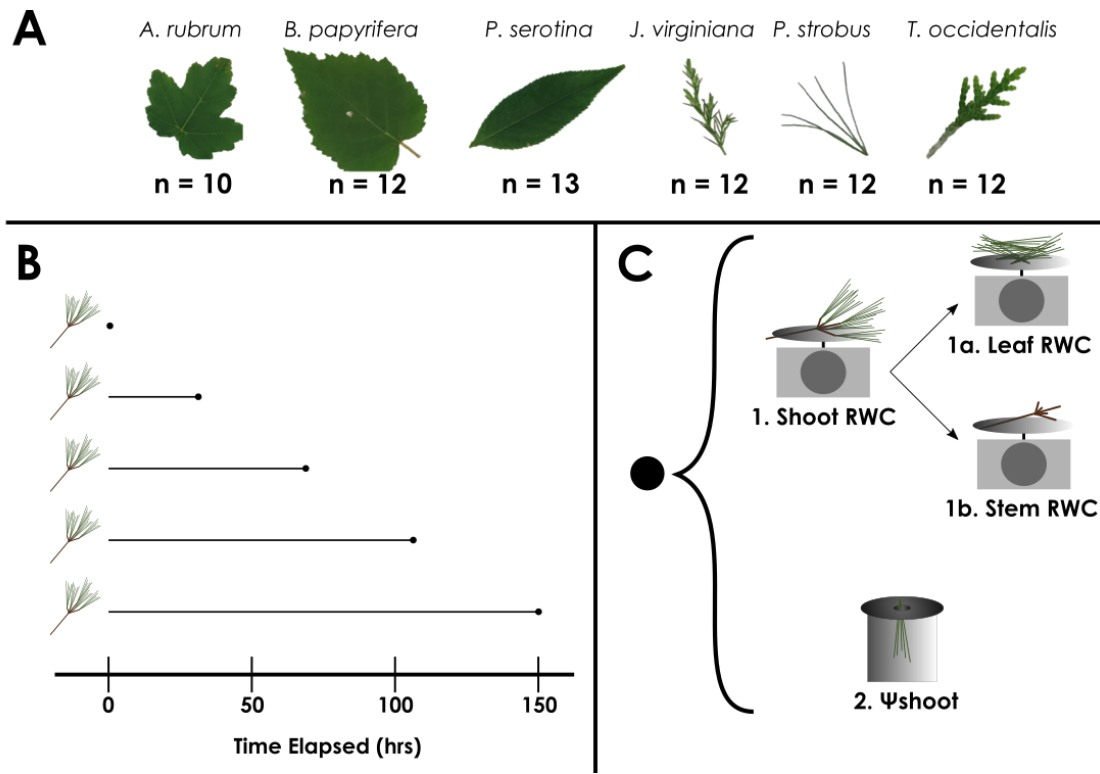 A
A. rubrum
B. papyrifera
P. serotina
J. virginiana
P. strobus
T. occidentalis
n = 10
n = 12
n = 13
n = 12
n = 12
n = 12
B
0
50
100
150
Time Elapsed (hrs)
C
1. Shoot RWC
1a. Leaf RWC
1b. Stem RWC
2. Ψshoot